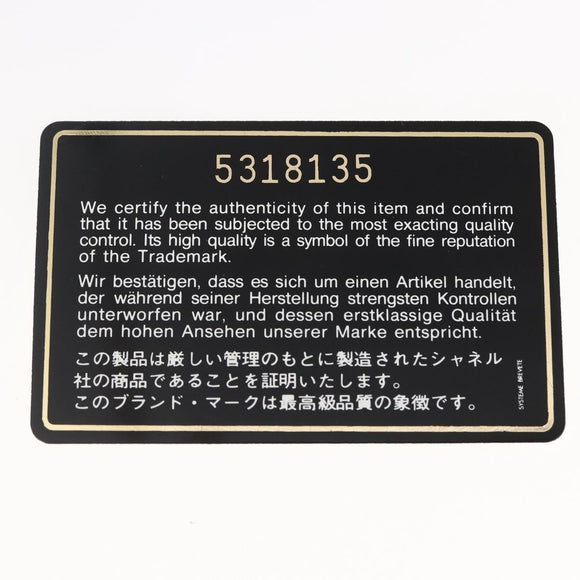 5318135
We certify the authenticity of this item and confirm
that it has been subjected to the most exacting quality
control. Its high quality is a symbol of the fine reputation
of the Trademark.
Wir bestätigen, dass es sich um einen Artikel handelt,
der während seiner Herstellung strengsten Kontrollen
unterworfen war, und dessen erstklassige Qualität
dem hohen Ansehen unserer Marke entspricht.
この製品は厳しい管理のもとに製造されたシャネル
社の商品であることを証明いたします。
このブランド・マークは最高級品質の象徴です。
SYSTEME BREVETE